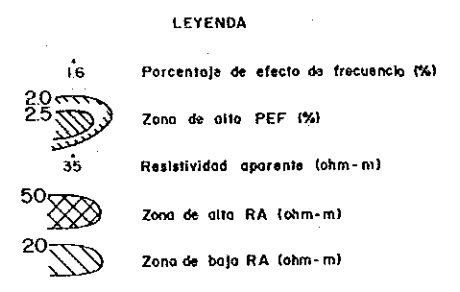 LEYENDA
1.6 Porcentaje de efecto de frecuencia (%)
2.0
2.5 Zona de alto PEF (%)
35 Resistividad aparente (ohm-m)
50 Zona de alta RA (ohm-m)
20 Zona de baja RA (ohm-m)